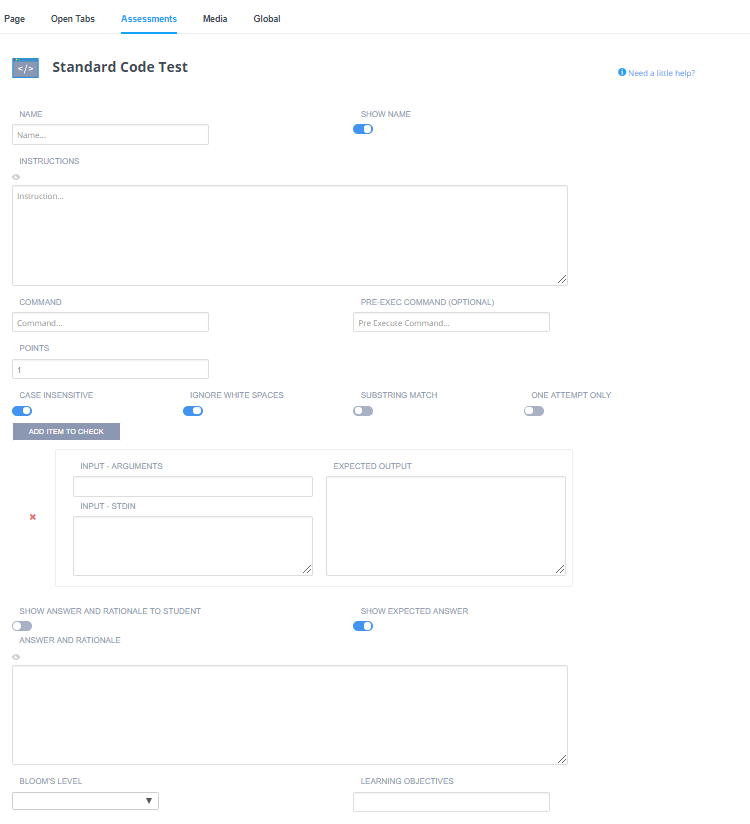 Page Open Tabs Assessments Media Global
</> Standard Code Test
Need a little help?
NAME SHOW NAME
Name...
INSTRUCTIONS
Instruction...
COMMAND PRE-EXEC COMMAND (OPTIONAL)
Command... Pre Execute Command...
POINTS
1
CASE INSENSITIVE IGNORE WHITE SPACES SUBSTRING MATCH ONE ATTEMPT ONLY
ADD ITEM TO CHECK
INPUT - ARGUMENTS EXPECTED OUTPUT
INPUT - STDIN
SHOW ANSWER AND RATIONALE TO STUDENT SHOW EXPECTED ANSWER
ANSWER AND RATIONALE
BLOOM'S LEVEL LEARNING OBJECTIVES